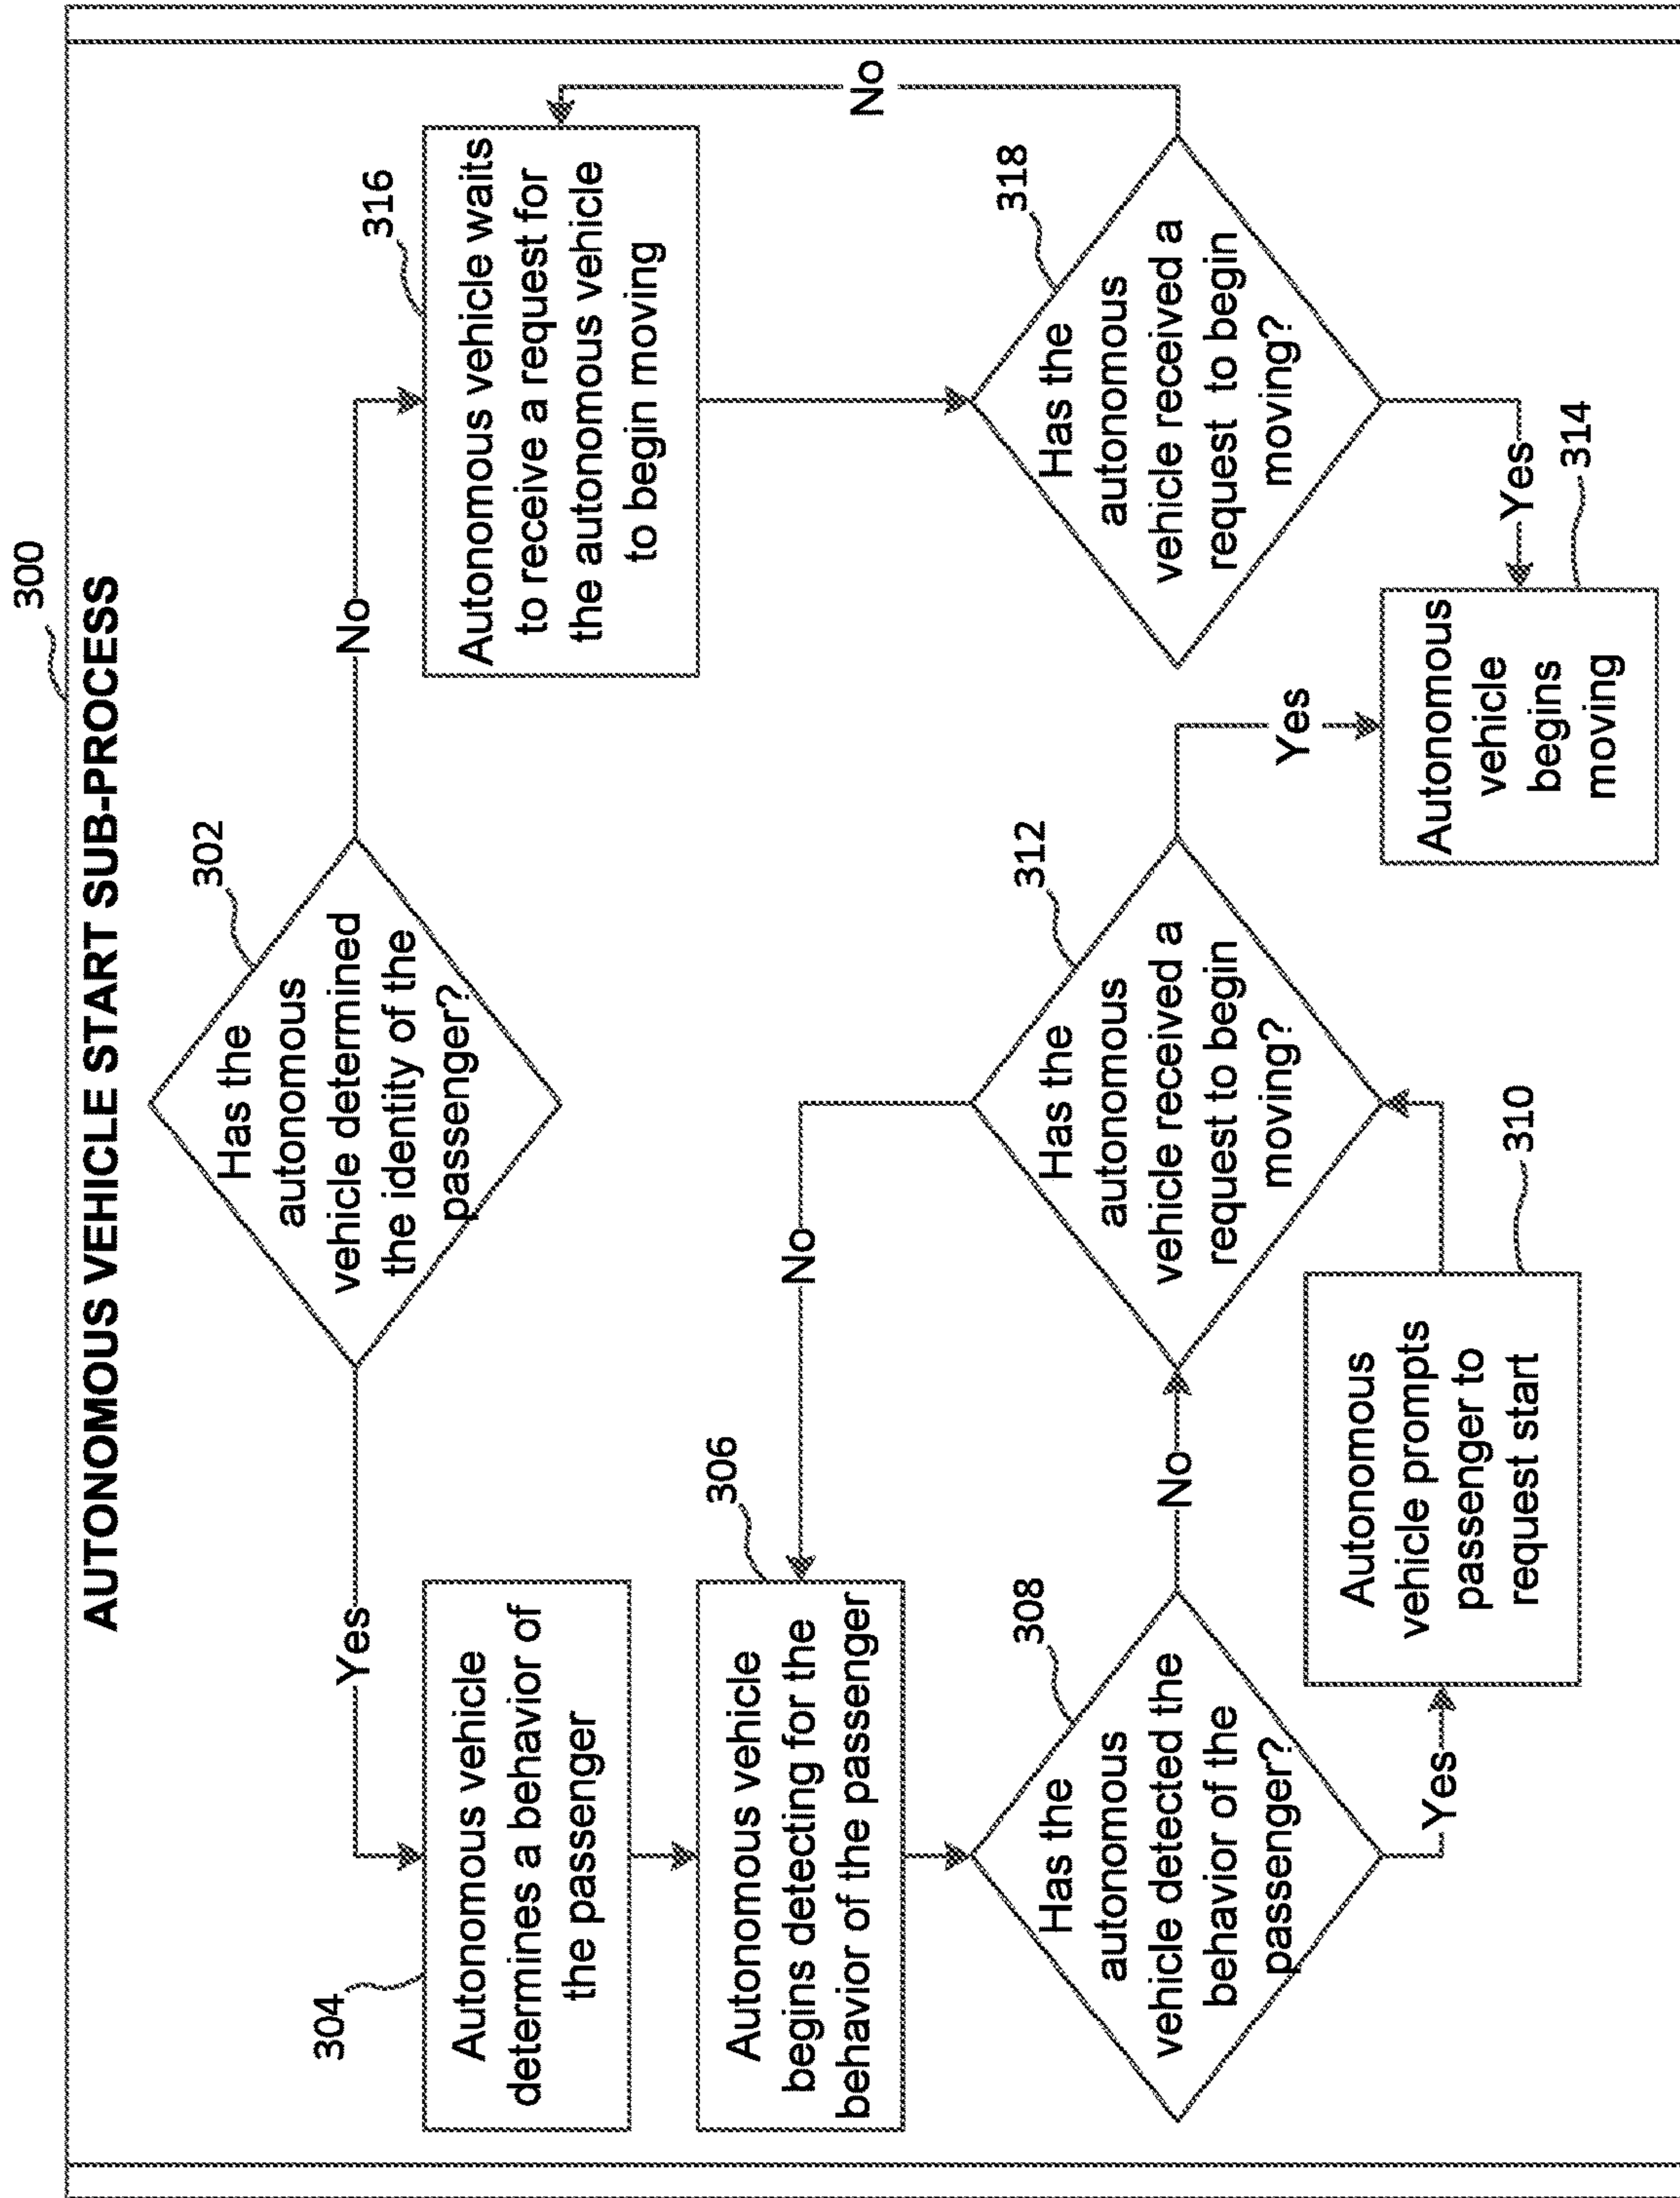 300
AUTONOMOUS VEHICLE START SUB-PROCESS
302
Has the
autonomous
vehicle determined
the identity of the
passenger?
Yes
No
304
Autonomous vehicle
determines a behavior of
the passenger
316
Autonomous vehicle waits
to receive a request for
the autonomous vehicle
to begin moving
306
Autonomous vehicle
begins detecting for the
behavior of the passenger
No
No
308
Has the
autonomous
vehicle detected the
behavior of the
passenger?
No
312
Has the
autonomous
vehicle received a
request to begin
moving?
318
Has the
autonomous
vehicle received a
request to begin
moving?
Yes
Autonomous
vehicle prompts
passenger to
request start
310
Yes
Autonomous
vehicle
begins
moving
Yes
314